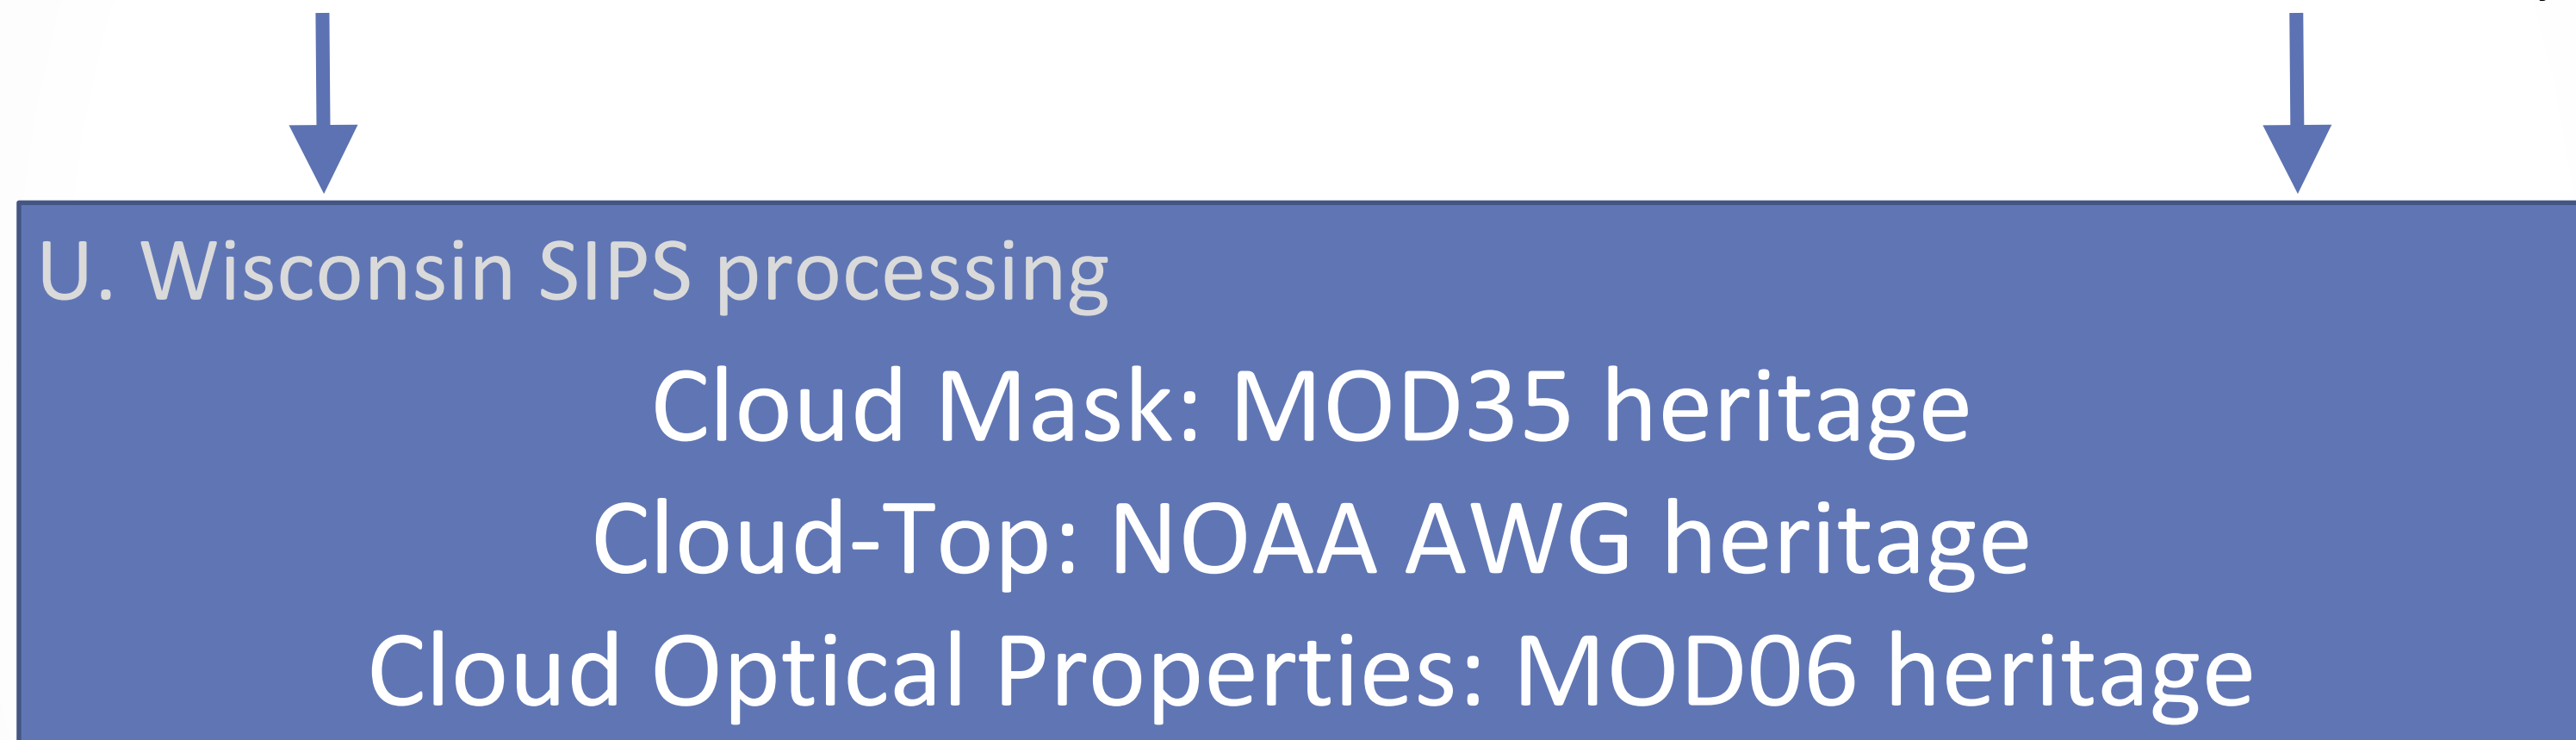 U. Wisconsin SIPS processing
Cloud Mask: MOD35 heritage
Cloud-Top: NOAA AWG heritage
Cloud Optical Properties: MOD06 heritage